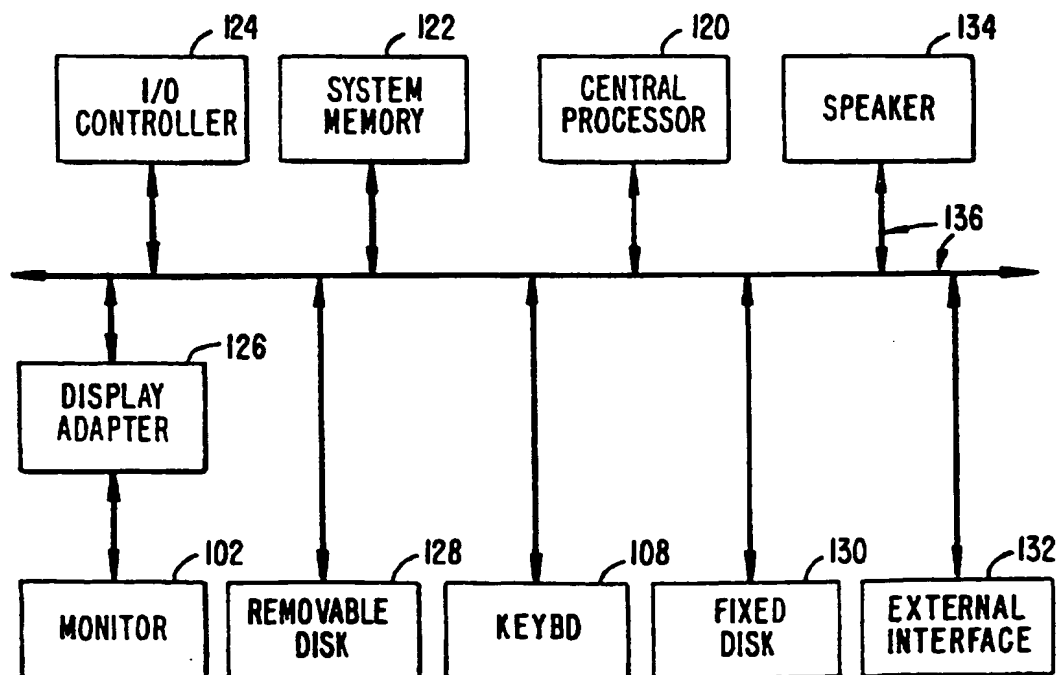 124
I/O
CONTROLLER
122
SYSTEM
MEMORY
120
CENTRAL
PROCESSOR
134
SPEAKER
136
126
DISPLAY
ADAPTER
102
MONITOR
128
REMOVABLE
DISK
108
KEYBD
130
FIXED
DISK
132
EXTERNAL
INTERFACE